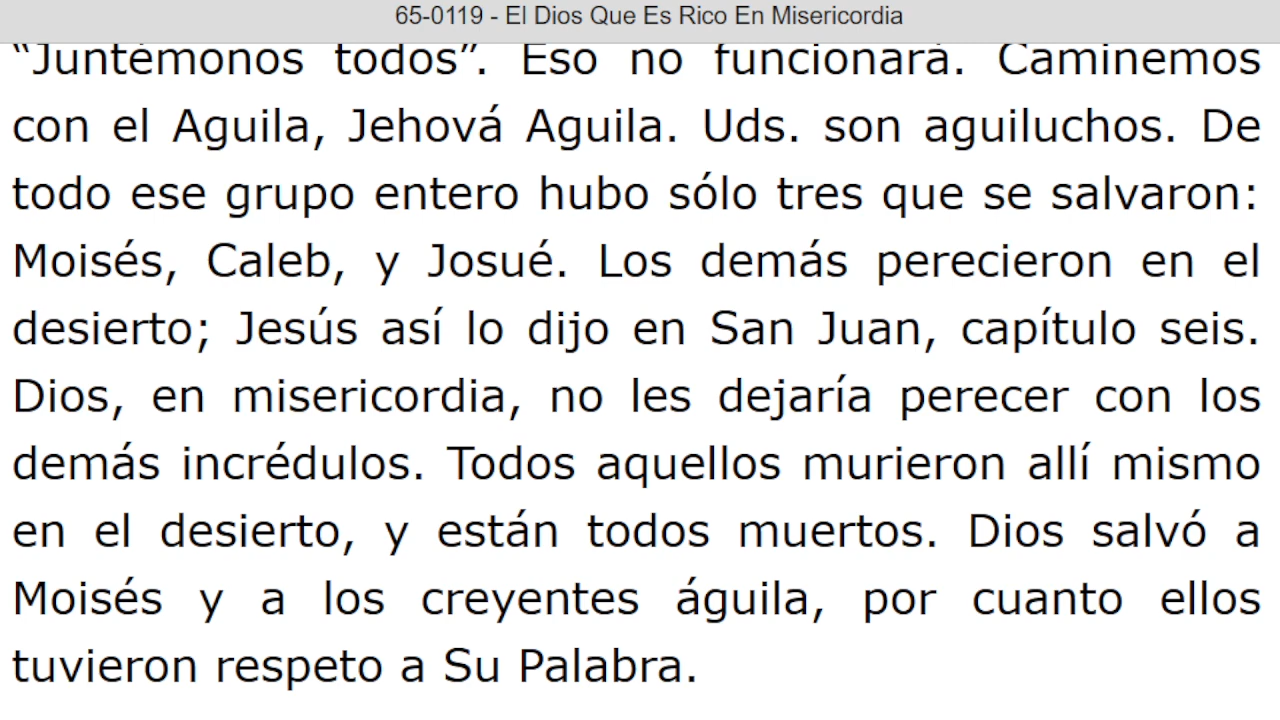 65-0119 - El Dios Que Es Rico En Misericordia
“Juntémonos todos”. Eso no funcionará. Caminemos
con el Aguila, Jehová Aguila. Uds. son aguiluchos. De
todo ese grupo entero hubo sólo tres que se salvaron:
Moisés, Caleb, y Josué. Los demás perecieron en el
desierto; Jesús así lo dijo en San Juan, capítulo seis.
Dios, en misericordia, no les dejaría perecer con los
demás incrédulos. Todos aquellos murieron allí mismo
en el desierto, y están todos muertos. Dios salvó a
Moisés y a los creyentes águila, por cuanto ellos
tuvieron respeto a Su Palabra.